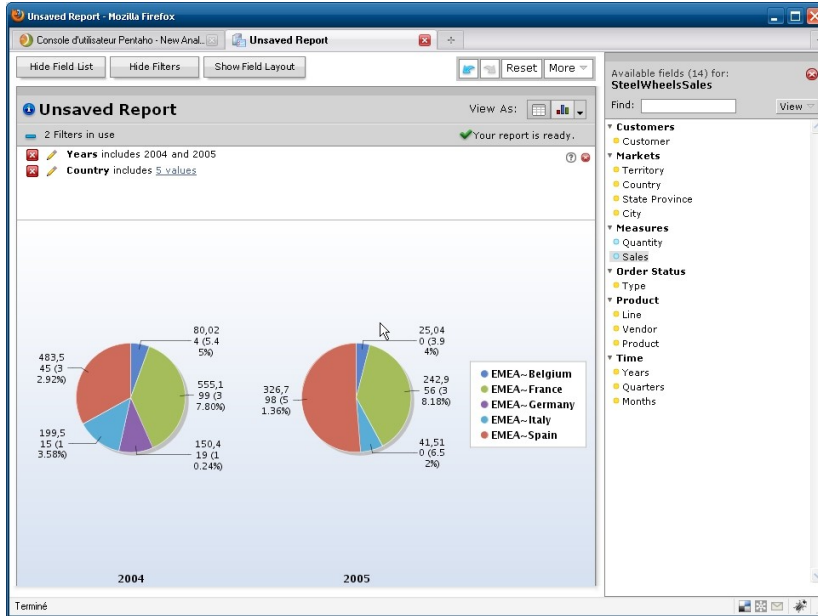 Unsaved Report - Mozilla Firefox
Console d'utilisateur Pentaho - New Anal..
Unsaved Report
Hide Field List
Hide Filters
Show Field Layout
Reset
More
Unsaved Report
View As:
2 Filters in use
Your report is ready.
Years includes 2004 and 2005
Country includes 5 values
80,02
4 (5.4
5%)
483,5
45 (3
2.92%)
555,1
99 (3
7.80%)
199,5
15 (1
3.58%)
150,4
19 (1
0.24%)
2004
25,04
0 (3.9
4%)
326,7
98 (5
1.36%)
242,9
56 (3
8.18%)
41,51
0 (6.5
2%)
2005
EMEA~Belgium
EMEA~France
EMEA~Germany
EMEA~Italy
EMEA~Spain
Available fields (14) for:
SteelWheelsSales
Find:
View
Customers
Customer
Markets
Territory
Country
State Province
City
Measures
Quantity
Sales
Order Status
Type
Product
Line
Vendor
Product
Time
Years
Quarters
Months
Terminé